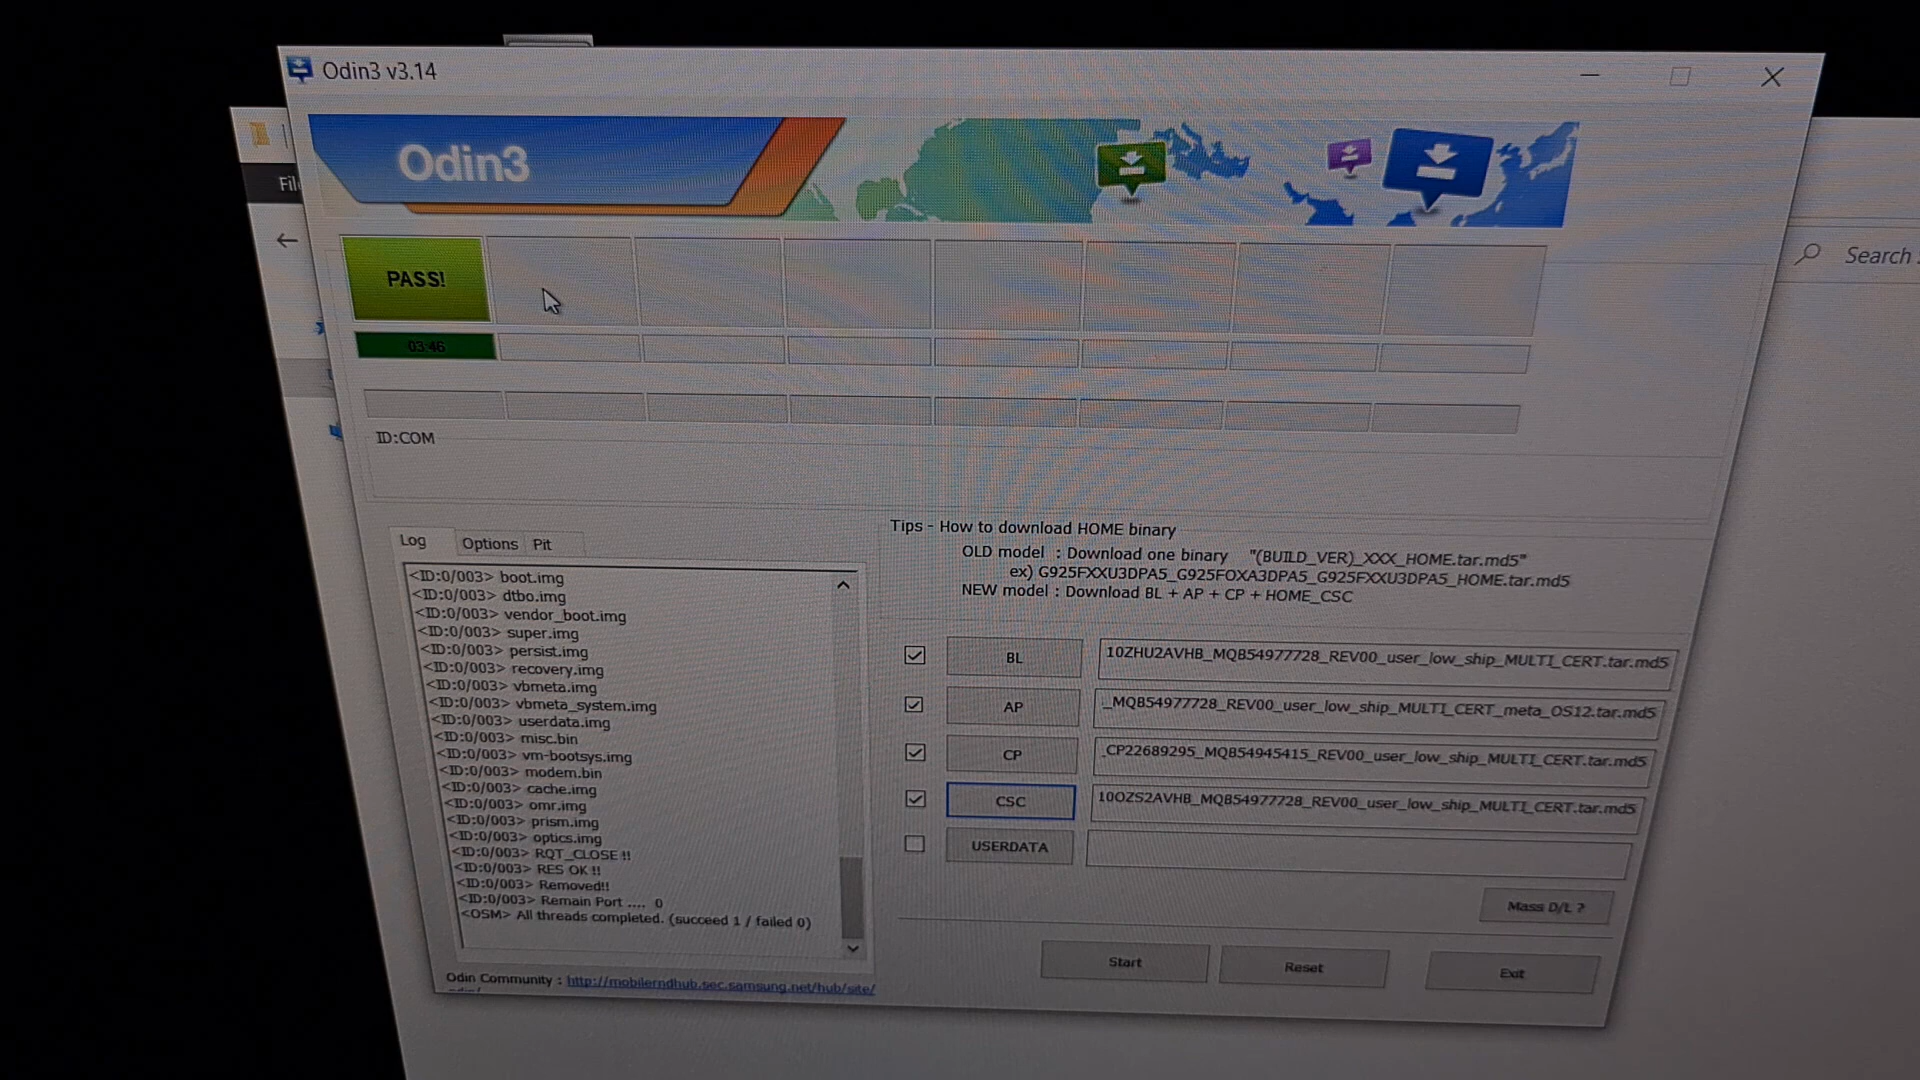 Odin3 v3.14
Odin3
File
Search
PASS!
03:46
ID:COM
Log
Options
Pit
<ID:0/003> boot.img
<ID:0/003> dtbo.img
<ID:0/003> vendor_boot.img
<ID:0/003> super.img
<ID:0/003> persist.img
<ID:0/003> recovery.img
<ID:0/003> vbmeta.img
<ID:0/003> vbmeta_system.img
<ID:0/003> userdata.img
<ID:0/003> misc.bin
<ID:0/003> vm-bootsys.img
<ID:0/003> modem.bin
<ID:0/003> cache.img
<ID:0/003> omr.img
<ID:0/003> prism.img
<ID:0/003> optics.img
<ID:0/003> RQT_CLOSE !!
<ID:0/003> RES OK !!
<ID:0/003> Removed!!
<ID:0/003> Remain Port .... 0
<OSM> All threads completed. (succeed 1 / failed 0)
Odin Community : http://mobilerndhub.sec.samsung.net/hub/site/
Tips - How to download HOME binary
OLD model : Download one binary "(BUILD_VER)_XXX_HOME.tar.md5"
ex) G925FXXU3DPA5_G925FOXA3DPA5_G925FXXU3DPA5_HOME.tar.md5
NEW model : Download BL + AP + CP + HOME_CSC
BL 10ZHU2AVHB_MQB54977728_REV00_user_low_ship_MULTI_CERT.tar.md5
AP _MQB54977728_REV00_user_low_ship_MULTI_CERT_meta_OS12.tar.md5
CP _CP22689295_MQB54945415_REV00_user_low_ship_MULTI_CERT.tar.md5
CSC 10OZS2AVHB_MQB54977728_REV00_user_low_ship_MULTI_CERT.tar.md5
USERDATA
Mass D/L ?
Start
Reset
Exit